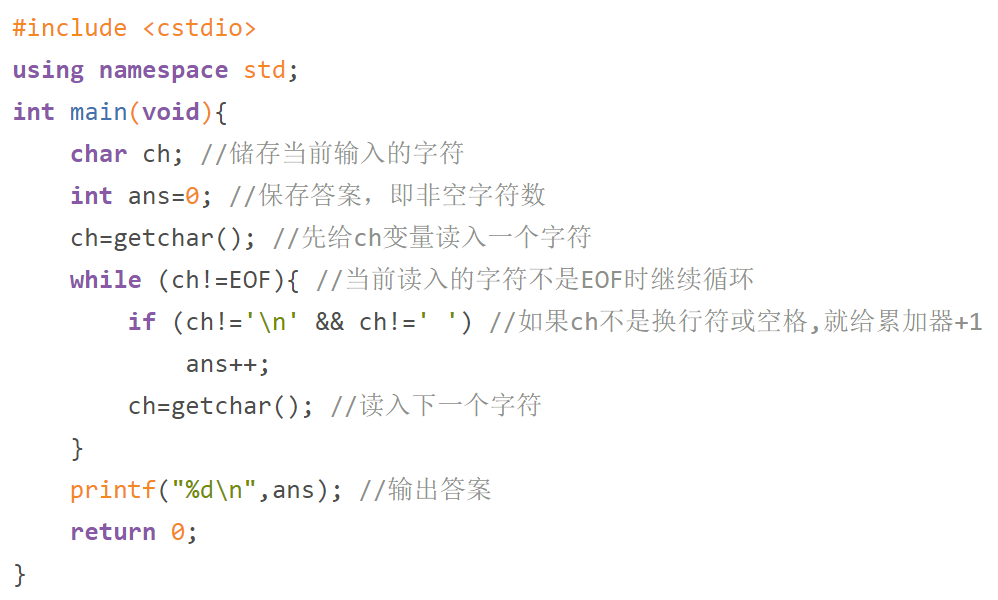 #include <cstdio>
using namespace std;
int main(void){
    char ch; //储存当前输入的字符
    int ans=0; //保存答案，即非空字符数
    ch=getchar(); //先给ch变量读入一个字符
    while (ch!=EOF){ //当前读入的字符不是EOF时继续循环
        if (ch!='\n' && ch!=' ') //如果ch不是换行符或空格,就给累加器+1
            ans++;
        ch=getchar(); //读入下一个字符
    }
    printf("%d\n",ans); //输出答案
    return 0;
}